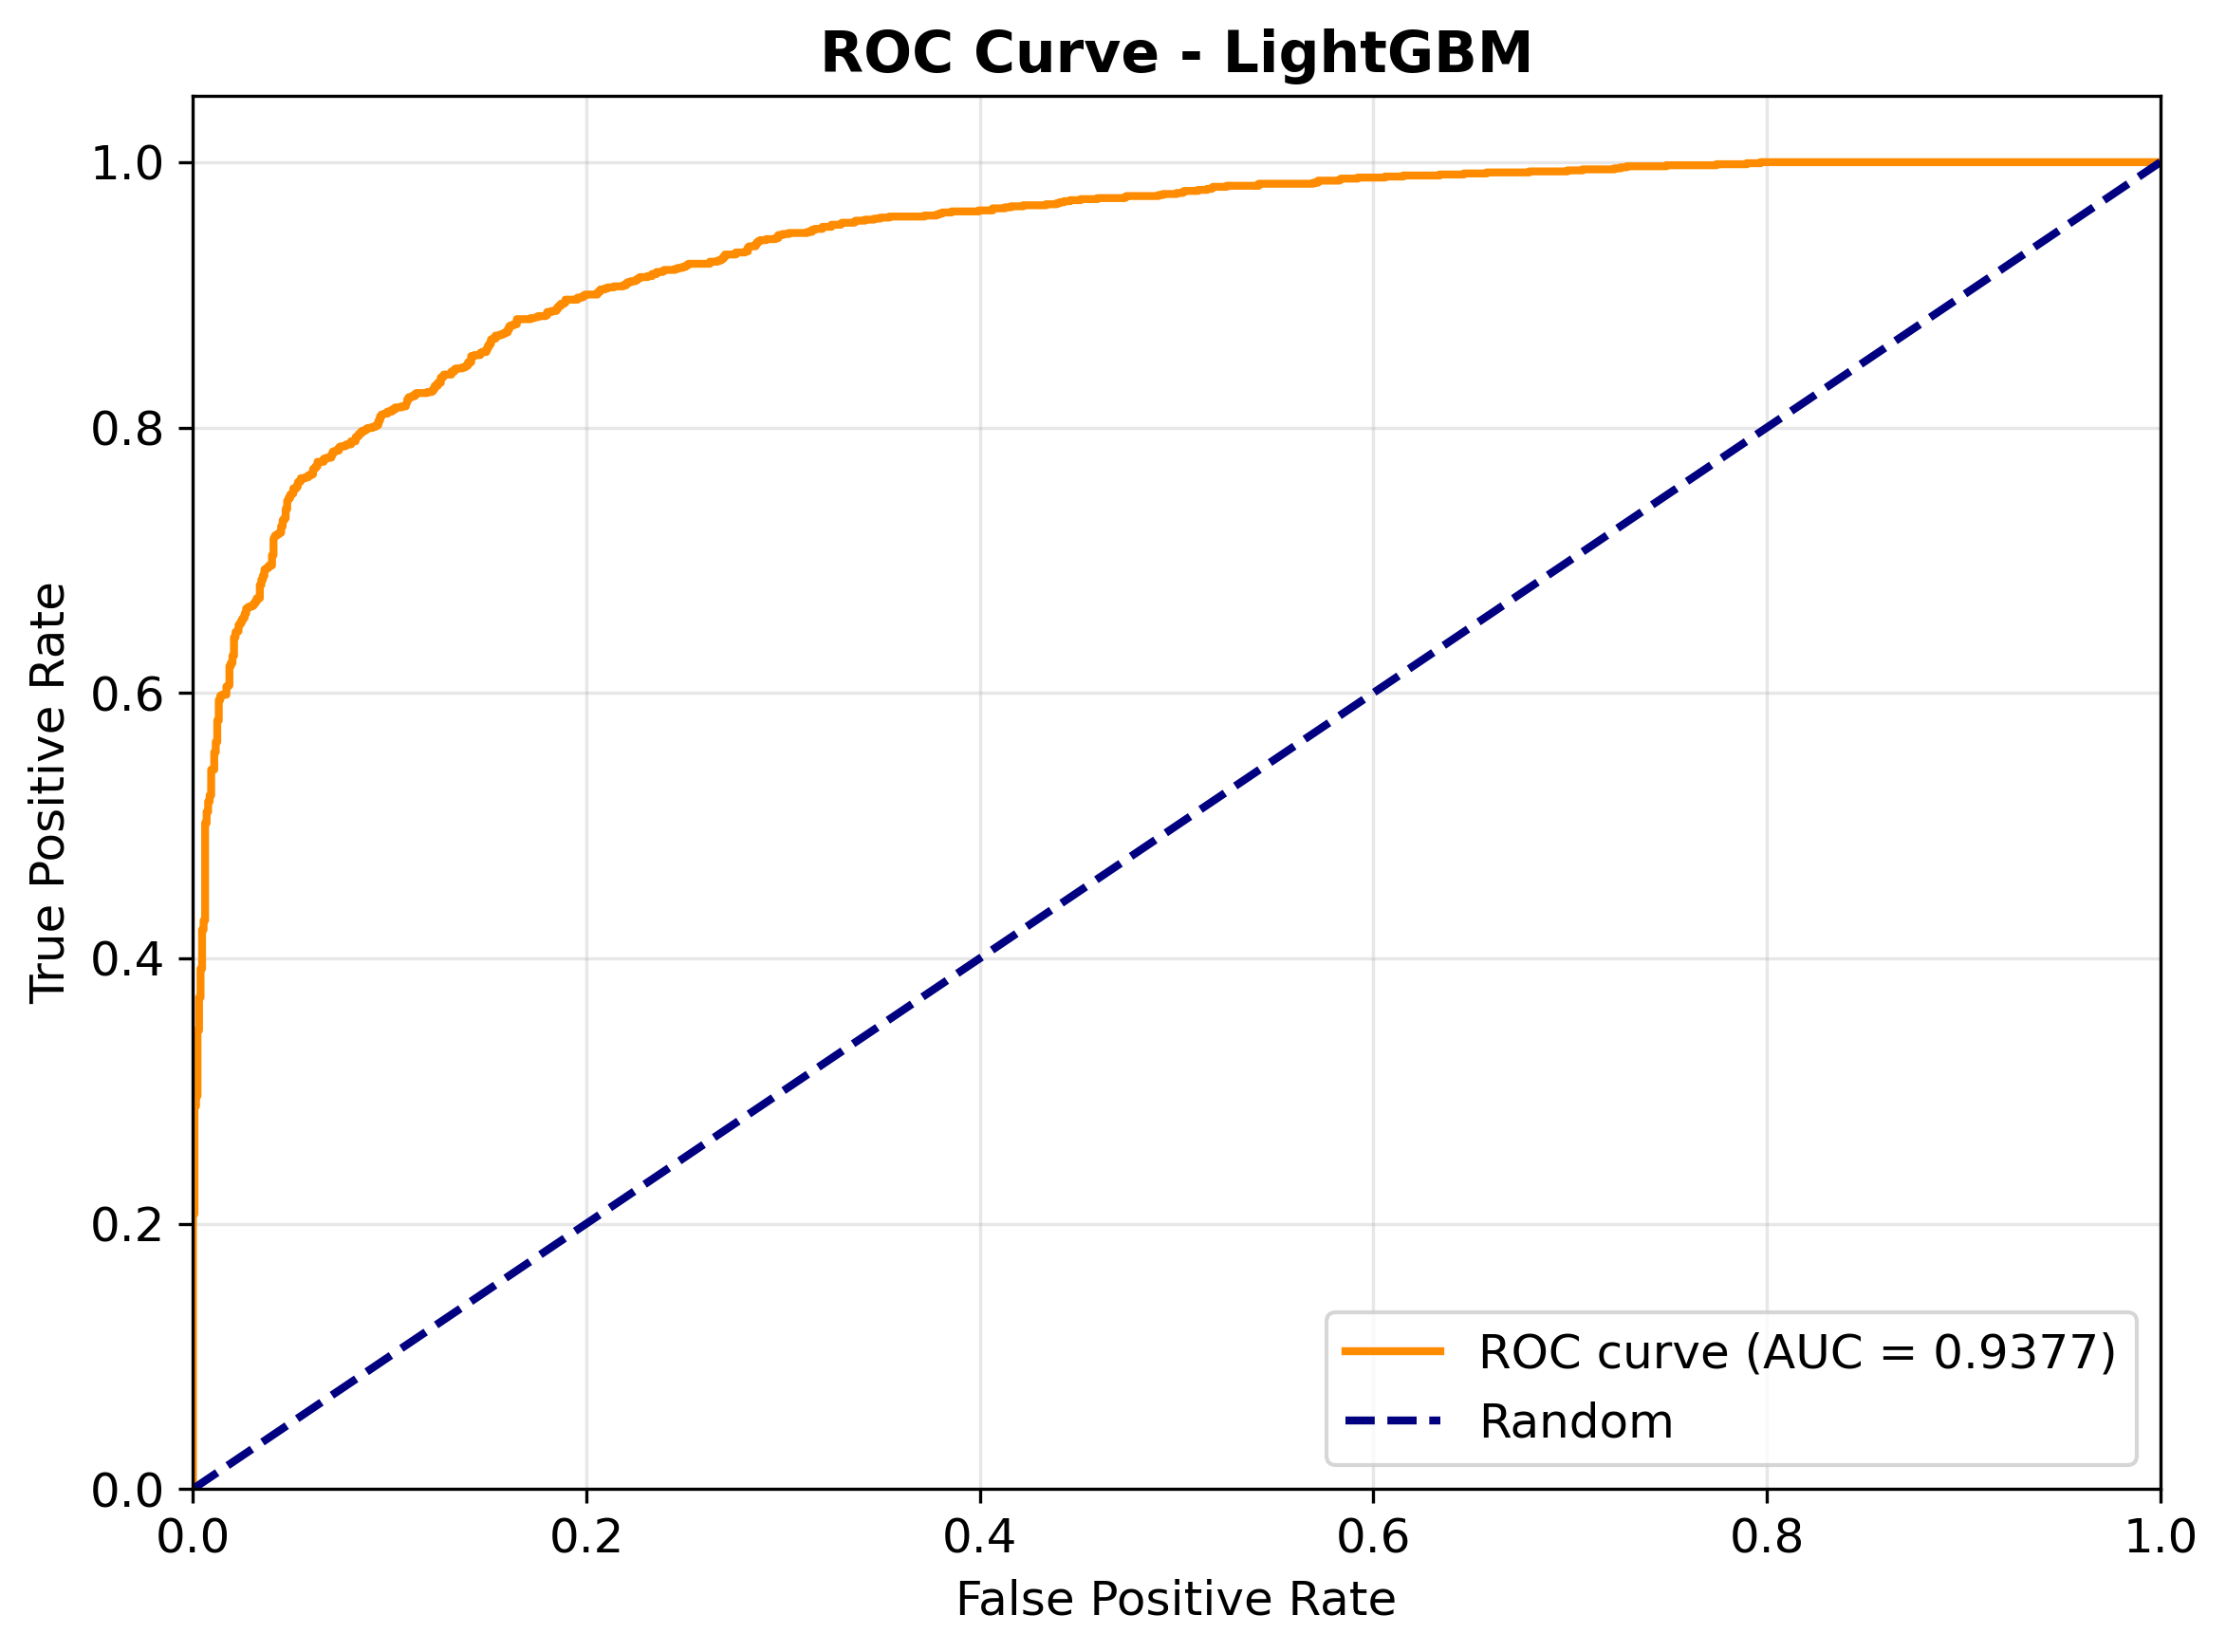 ROC Curve - LightGBM
1.0
0.8
0.6
0.4
0.2
0.0
True Positive Rate
0.0 0.2 0.4 0.6 0.8 1.0
False Positive Rate
ROC curve (AUC = 0.9377)
Random